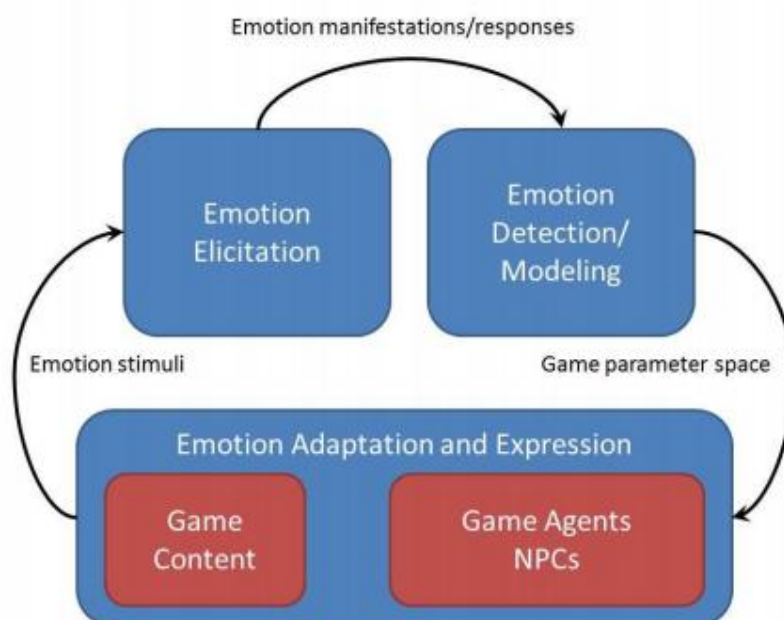 Emotion manifestations/responses
Emotion
Elicitation
Emotion
Detection/
Modeling
Emotion stimuli
Game parameter space
Emotion Adaptation and Expression
Game
Content
Game Agents
NPCs